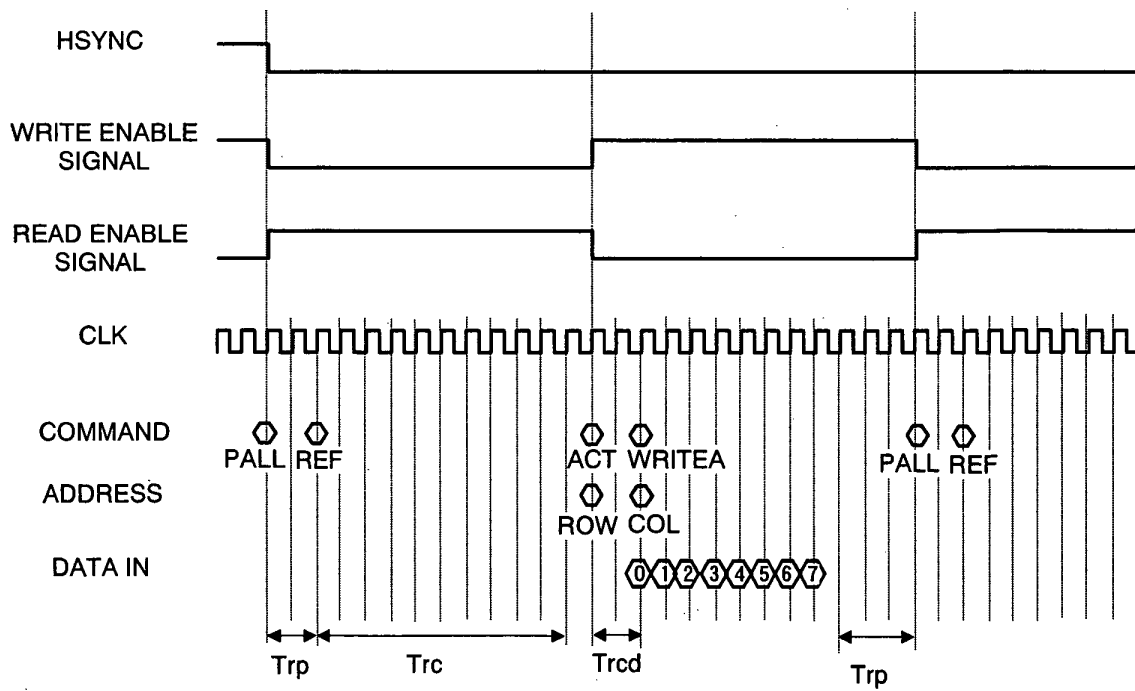 HSYNC
WRITE ENABLE
SIGNAL
READ ENABLE
SIGNAL
CLK
COMMAND
PALL REF ACT WRITEA PALL REF
ADDRESS
ROW COL
DATA IN
0 1 2 3 4 5 6 7
Trp Trc Trcd Trp